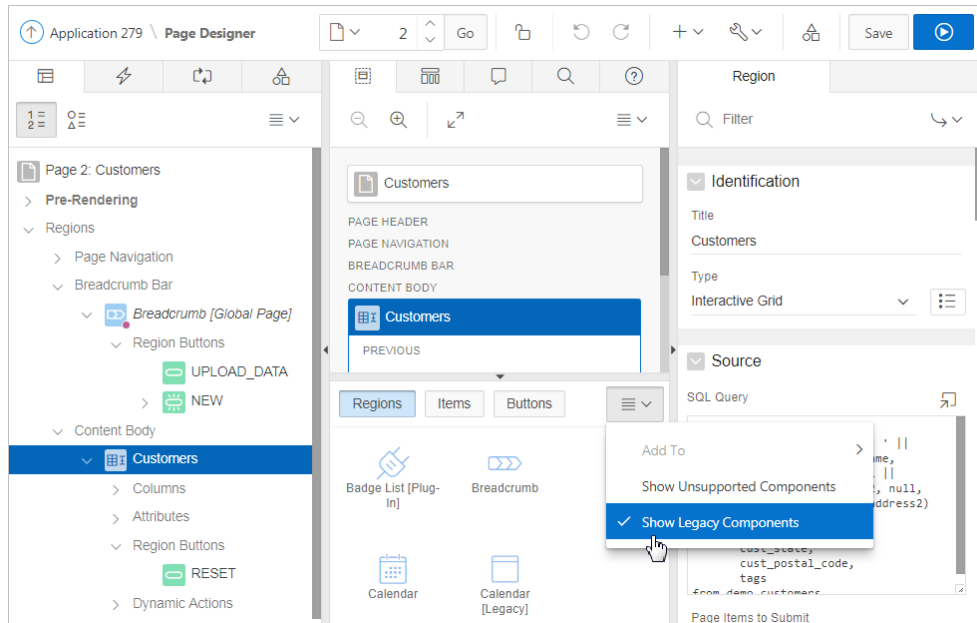 Application 279 \ Page Designer
2
Go
Save
Page 2: Customers
Pre-Rendering
Regions
Page Navigation
Breadcrumb Bar
Breadcrumb [Global Page]
Region Buttons
UPLOAD_DATA
NEW
Content Body
Customers
Columns
Attributes
Region Buttons
RESET
Dynamic Actions
Customers
PAGE HEADER
PAGE NAVIGATION
BREADCRUMB BAR
CONTENT BODY
Customers
PREVIOUS
Regions
Items
Buttons
Badge List [Plug-
In]
Breadcrumb
Calendar
Calendar
[Legacy]
Add To
Show Unsupported Components
Show Legacy Components
Region
Filter
Identification
Title
Customers
Type
Interactive Grid
Source
SQL Query
' ||
||
, null,
cust_state,
cust_postal_code,
tags
from demo_customers
Page Items to Submit